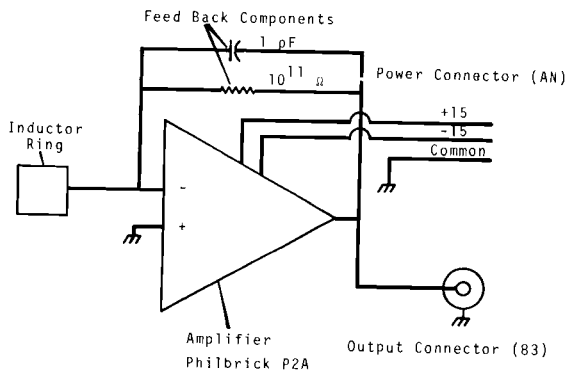 Feed Back Components
1 pF
10¹¹ Ω
Power Connector (AN)
+15
-15
Common
Inductor
Ring
-
+
Amplifier
Philbrick P2A
Output Connector (83)